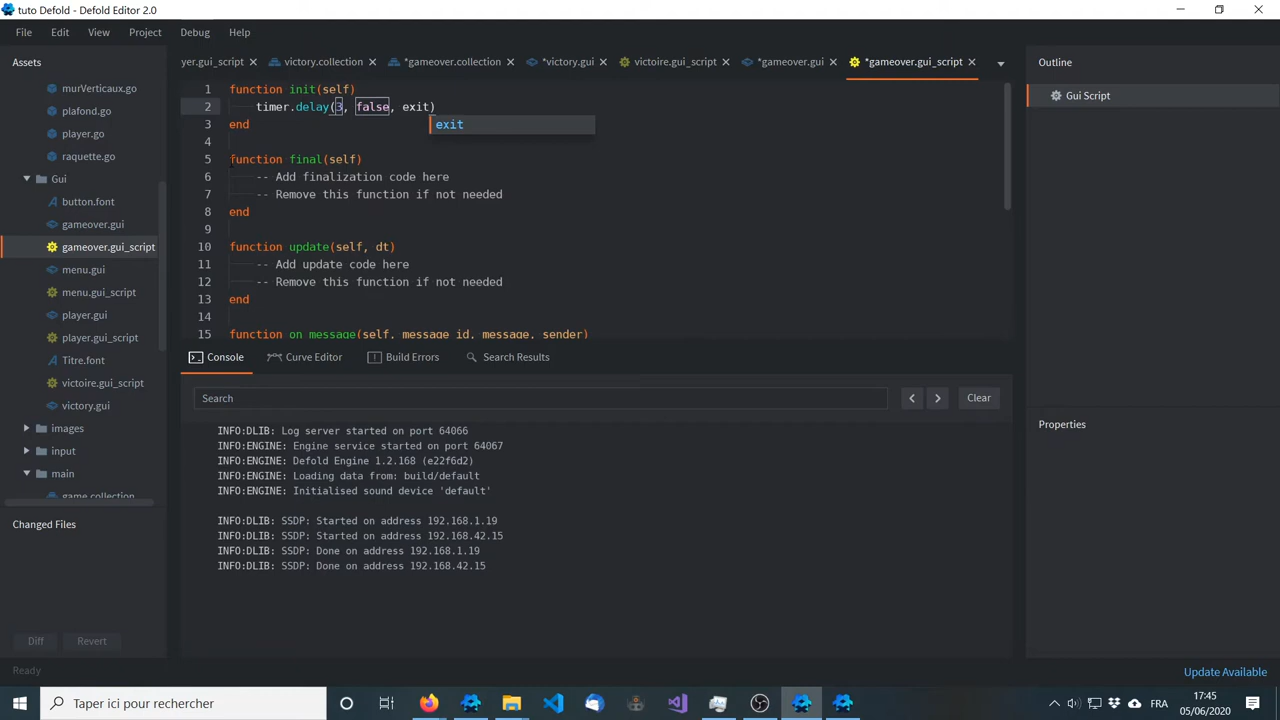 tuto Defold - Defold Editor 2.0
File Edit View Project Debug Help
Assets
murVerticaux.go
plafond.go
player.go
raquette.go
Gui
button.font
gameover.gui
gameover.gui_script
menu.gui
menu.gui_script
player.gui
player.gui_script
Titre.font
victoire.gui_script
victory.gui
images
input
main
game.collection
Changed Files
Diff Revert
Ready
yer.gui_script victory.collection *gameover.collection *victory.gui victoire.gui_script *gameover.gui *gameover.gui_script
1 function init(self)
2 timer.delay(3, false, exit)
3 end
exit
4
5 function final(self)
6 -- Add finalization code here
7 -- Remove this function if not needed
8 end
9
10 function update(self, dt)
11 -- Add update code here
12 -- Remove this function if not needed
13 end
14
15 function on_message(self, message_id, message, sender)
Console Curve Editor Build Errors Search Results
Search Clear
INFO:DLIB: Log server started on port 64066
INFO:ENGINE: Engine service started on port 64067
INFO:ENGINE: Defold Engine 1.2.168 (e22f6d2)
INFO:ENGINE: Loading data from: build/default
INFO:ENGINE: Initialised sound device 'default'
INFO:DLIB: SSDP: Started on address 192.168.1.19
INFO:DLIB: SSDP: Started on address 192.168.42.15
INFO:DLIB: SSDP: Done on address 192.168.1.19
INFO:DLIB: SSDP: Done on address 192.168.42.15
Outline
Gui Script
Properties
Update Available
Taper ici pour rechercher
FRA
17:45
05/06/2020